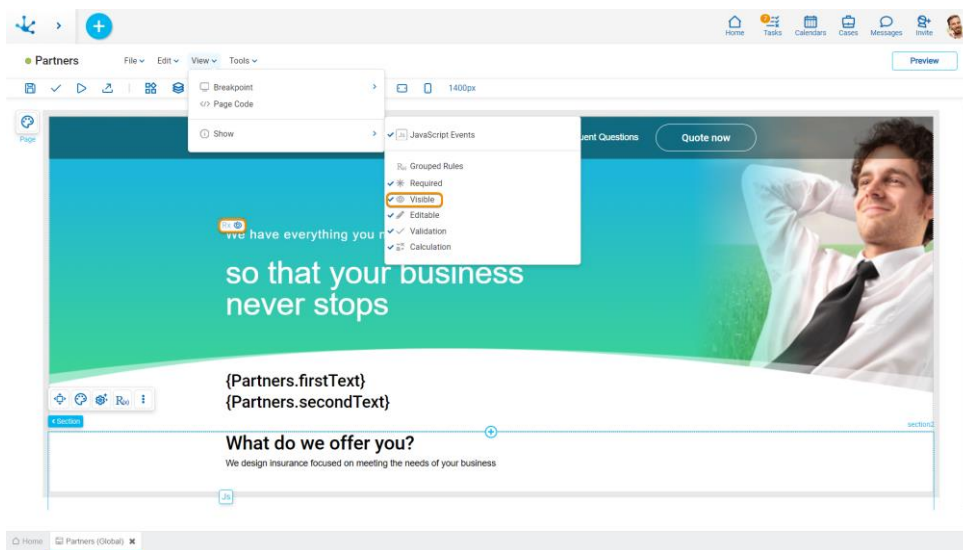 7
Home Tasks Calendars Cases Messages Invite
Partners File Edit View Tools Preview
Breakpoint 1400px
</> Page Code
Page
Show
Js JavaScript Events
uent Questions Quote now
Grouped Rules
Required
Visible
Editable
Validation
Calculation
We have everything you n
so that your business
never stops
{Partners.firstText}
{Partners.secondText}
Section
section2
What do we offer you?
We design insurance focused on meeting the needs of your business
Js
Home Partners (Global)